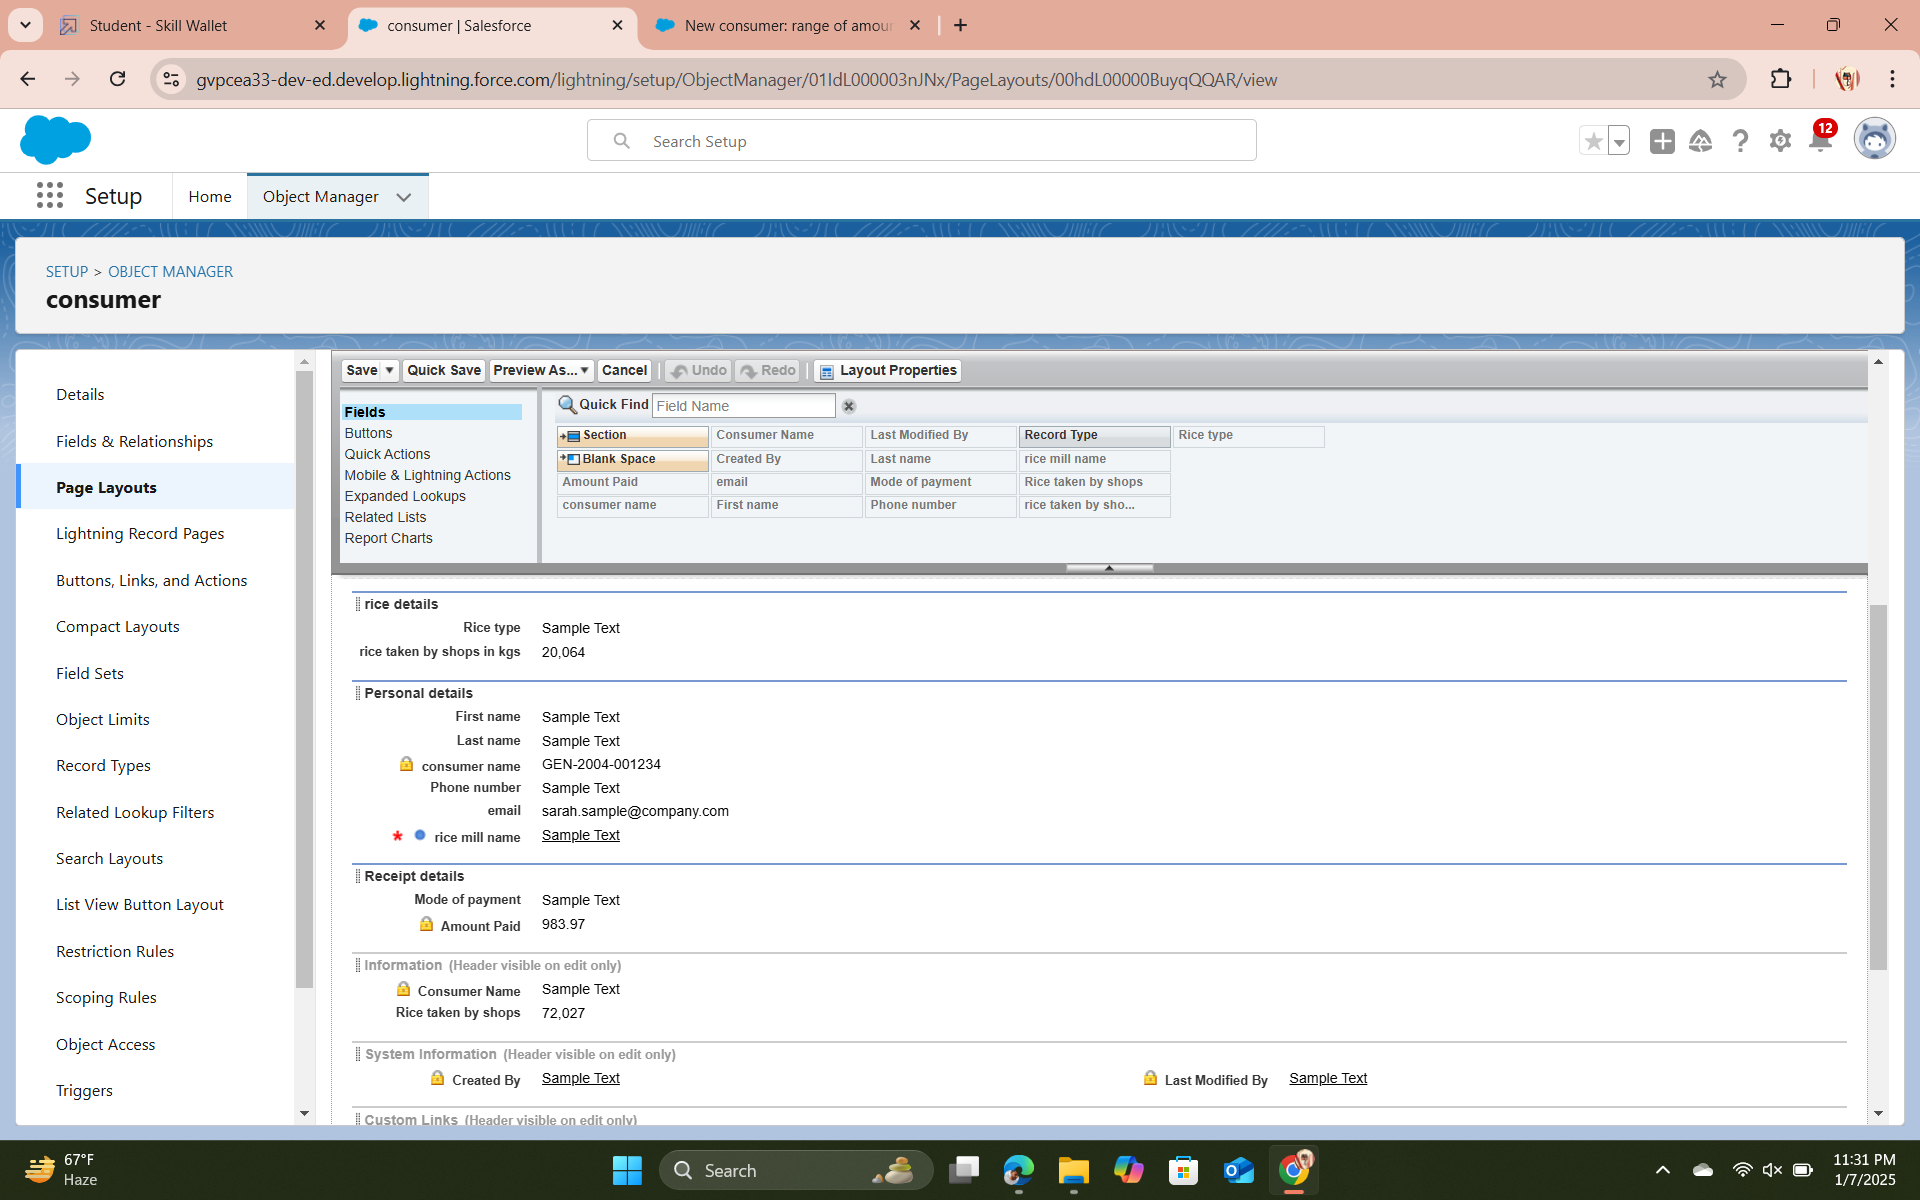 Student - Skill Wallet
consumer | Salesforce
New consumer: range of amoun
gvpcea33-dev-ed.develop.lightning.force.com/lightning/setup/ObjectManager/01IdL000003nJNx/PageLayouts/00hdL00000BuyqQQAR/view
Search Setup
12
Setup
Home
Object Manager
SETUP > OBJECT MANAGER
consumer
Details
Fields & Relationships
Page Layouts
Lightning Record Pages
Buttons, Links, and Actions
Compact Layouts
Field Sets
Object Limits
Record Types
Related Lookup Filters
Search Layouts
List View Button Layout
Restriction Rules
Scoping Rules
Object Access
Triggers
Save Quick Save Preview As... Cancel Undo Redo Layout Properties
Fields
Buttons
Quick Actions
Mobile & Lightning Actions
Expanded Lookups
Related Lists
Report Charts
Quick Find Field Name
Section Consumer Name Last Modified By Record Type Rice type
Blank Space Created By Last name rice mill name
Amount Paid email Mode of payment Rice taken by shops
consumer name First name Phone number rice taken by sho...
rice details
Rice type Sample Text
rice taken by shops in kgs 20,064
Personal details
First name Sample Text
Last name Sample Text
consumer name GEN-2004-001234
Phone number Sample Text
email sarah.sample@company.com
* rice mill name Sample Text
Receipt details
Mode of payment Sample Text
Amount Paid 983.97
Information (Header visible on edit only)
Consumer Name Sample Text
Rice taken by shops 72,027
System Information (Header visible on edit only)
Created By Sample Text Last Modified By Sample Text
Custom Links (Header visible on edit only)
67°F
Haze
Search
11:31 PM
1/7/2025